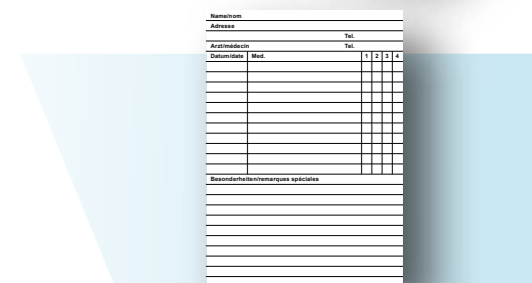 Name/nom
Adresse
Tel.
Arzt/médecin Tel.
Datum/date Med. 1 2 3 4
Besonderheiten/remarques spéciales